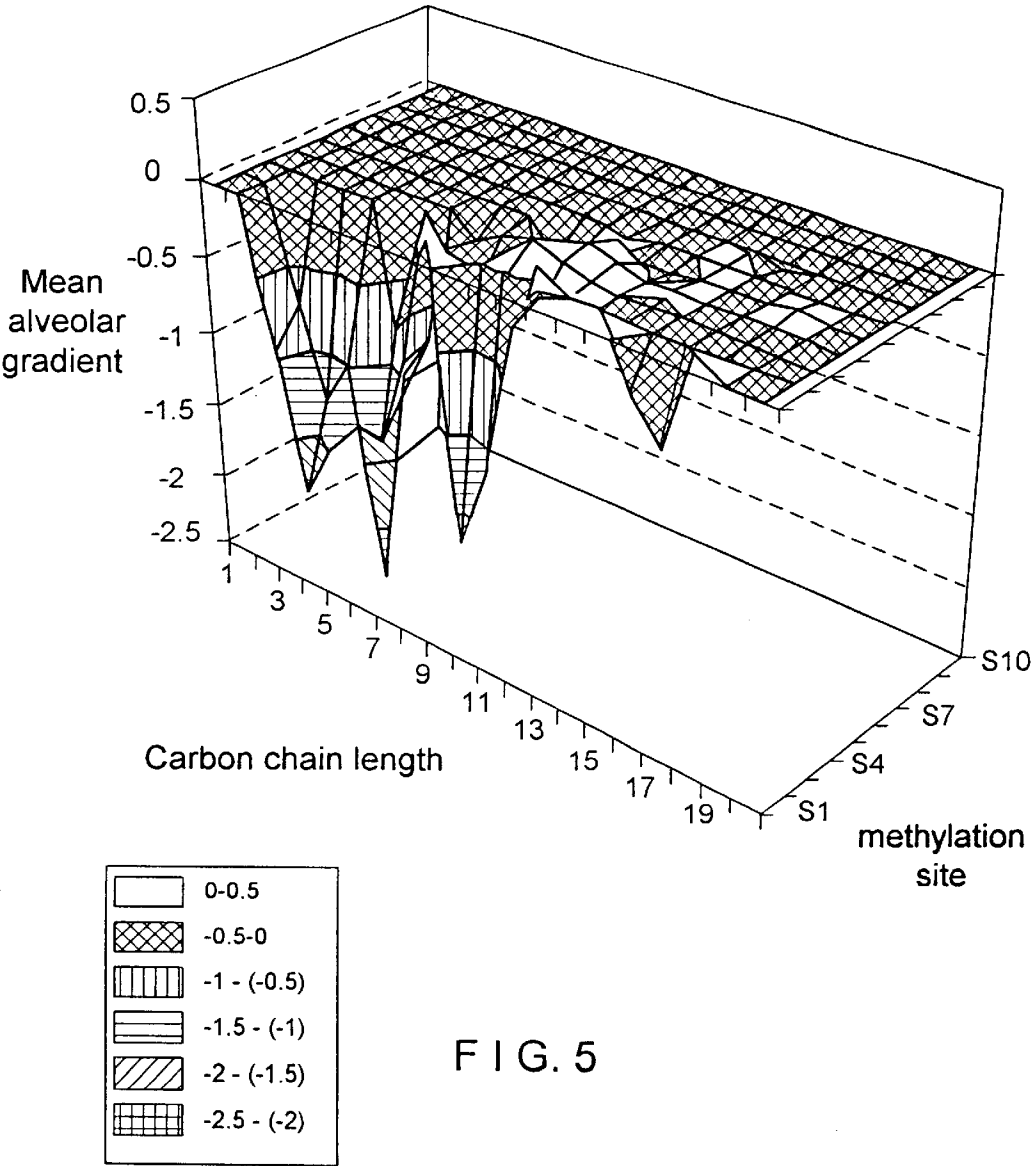 0.5
0
-0.5
-1
-1.5
-2
-2.5
Mean
alveolar
gradient
1
3
5
7
9
11
13
15
17
19
Carbon chain length
S1
S4
S7
S10
methylation
site
0-0.5
-0.5-0
-1 - (-0.5)
-1.5 - (-1)
-2 - (-1.5)
-2.5 - (-2)
F I G. 5